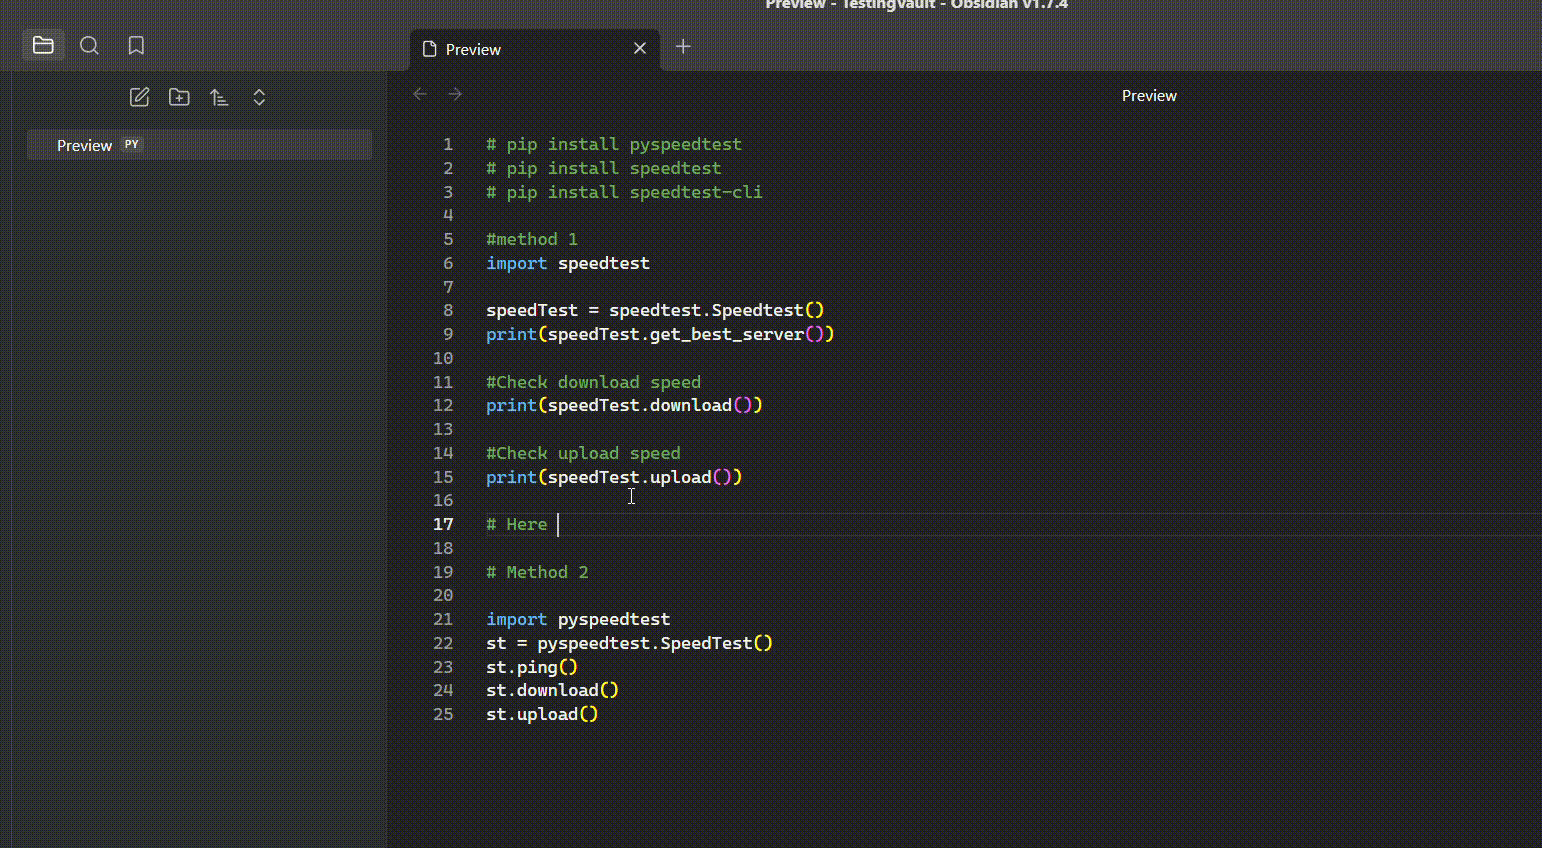 Preview - TestingVault - Obsidian v1.7.4
Preview
Preview
Preview PY
1 # pip install pyspeedtest
2 # pip install speedtest
3 # pip install speedtest-cli
4
5 #method 1
6 import speedtest
7
8 speedTest = speedtest.Speedtest()
9 print(speedTest.get_best_server())
10
11 #Check download speed
12 print(speedTest.download())
13
14 #Check upload speed
15 print(speedTest.upload())
16
17 # Here
18
19 # Method 2
20
21 import pyspeedtest
22 st = pyspeedtest.SpeedTest()
23 st.ping()
24 st.download()
25 st.upload()